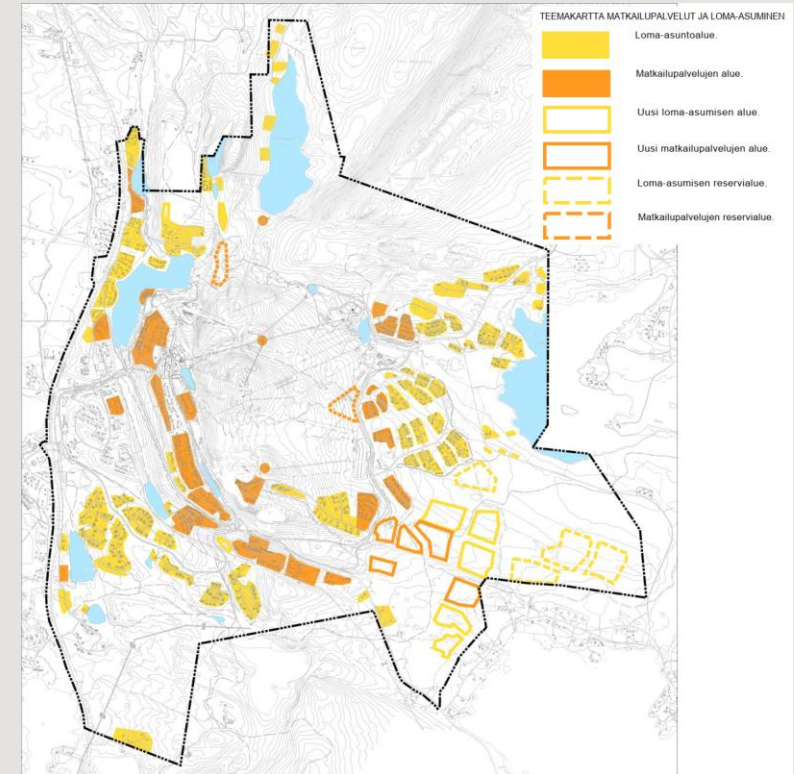 TEEMAKARTTA MATKAILUPALVELUT JA LOMA-ASUMINEN
Loma-asuntoalue.
Matkailupalvelujen alue.
Uusi loma-asumisen alue.
Uusi matkailupalvelujen alue.
Loma-asumisen reservialue.
Matkailupalvelujen reservialue.